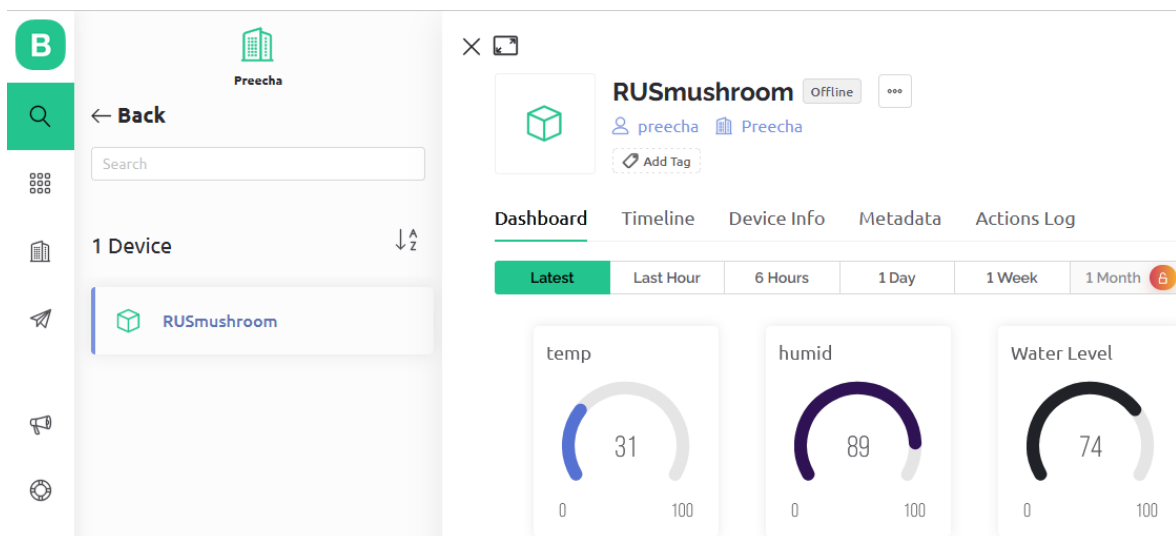 B
Preecha
← Back
Search
1 Device
A
Z
RUSmushroom
RUSmushroom Offline
preecha Preecha
Add Tag
Dashboard Timeline Device Info Metadata Actions Log
Latest Last Hour 6 Hours 1 Day 1 Week 1 Month
temp humid Water Level
31 89 74
0 100 0 100 0 100